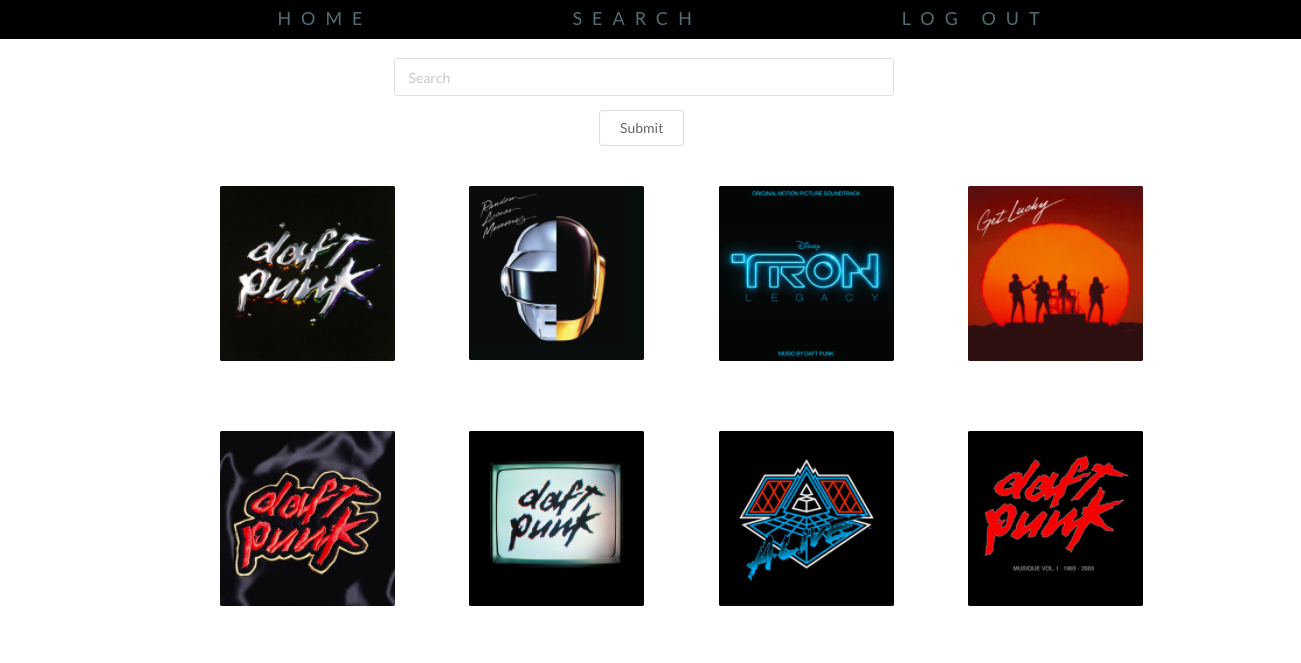 HOME SEARCH LOG OUT
Search
Submit
daft punk
Random Access Memories
ORIGINAL MOTION PICTURE SOUNDTRACK
Disney
TRON
LEGACY
MUSIC BY DAFT PUNK
Get Lucky
daft punk
daft punk
daft punk
MUSIQUE VOL. I 1993 - 2005